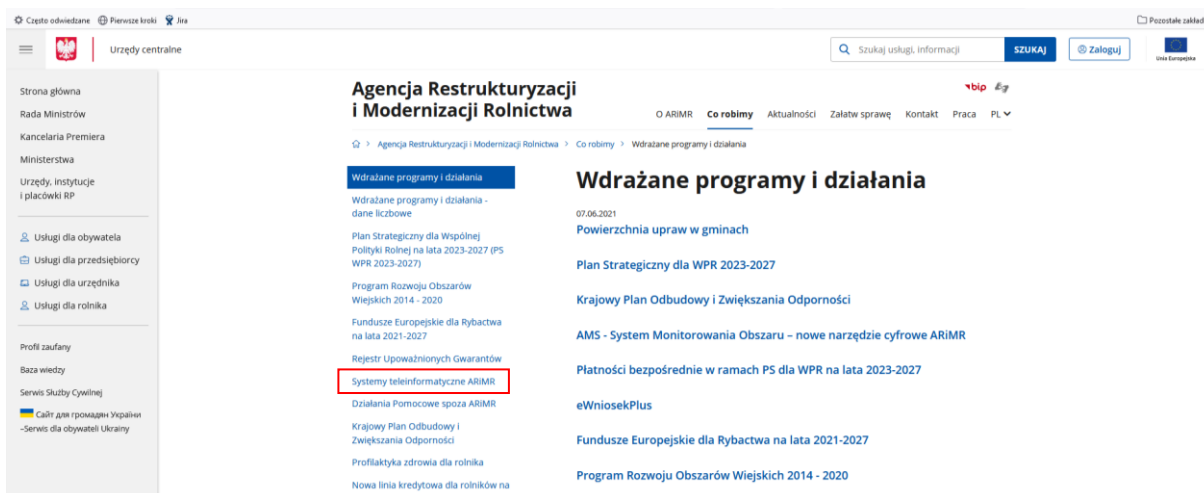 Często odwiedzane Pierwsze kroki Jira Pozostałe zakład
Urzędy centralne Szukaj usługi, informacji SZUKAJ Zaloguj Unia Europejska
Strona główna
Rada Ministrów
Kancelaria Premiera
Ministerstwa
Urzędy, instytucje
i placówki RP
Usługi dla obywatela
Usługi dla przedsiębiorcy
Usługi dla urzędnika
Usługi dla rolnika
Profil zaufany
Baza wiedzy
Serwis Służby Cywilnej
Сайт для громадян України
–Serwis dla obywateli Ukrainy
Agencja Restrukturyzacji
i Modernizacji Rolnictwa
bip
O ARiMR Co robimy Aktualności Załatw sprawę Kontakt Praca PL
> Agencja Restrukturyzacji i Modernizacji Rolnictwa > Co robimy > Wdrażane programy i działania
Wdrażane programy i działania
Wdrażane programy i działania -
dane liczbowe
Plan Strategiczny dla Wspólnej
Polityki Rolnej na lata 2023-2027 (PS
WPR 2023-2027)
Program Rozwoju Obszarów
Wiejskich 2014 - 2020
Fundusze Europejskie dla Rybactwa
na lata 2021-2027
Rejestr Upoważnionych Gwarantów
Systemy teleinformatyczne ARiMR
Działania Pomocowe spoza ARiMR
Krajowy Plan Odbudowy i
Zwiększania Odporności
Profilaktyka zdrowia dla rolnika
Nowa linia kredytowa dla rolników na
Wdrażane programy i działania
07.06.2021
Powierzchnia upraw w gminach
Plan Strategiczny dla WPR 2023-2027
Krajowy Plan Odbudowy i Zwiększania Odporności
AMS - System Monitorowania Obszaru – nowe narzędzie cyfrowe ARiMR
Płatności bezpośrednie w ramach PS dla WPR na lata 2023-2027
eWniosekPlus
Fundusze Europejskie dla Rybactwa na lata 2021-2027
Program Rozwoju Obszarów Wiejskich 2014 - 2020